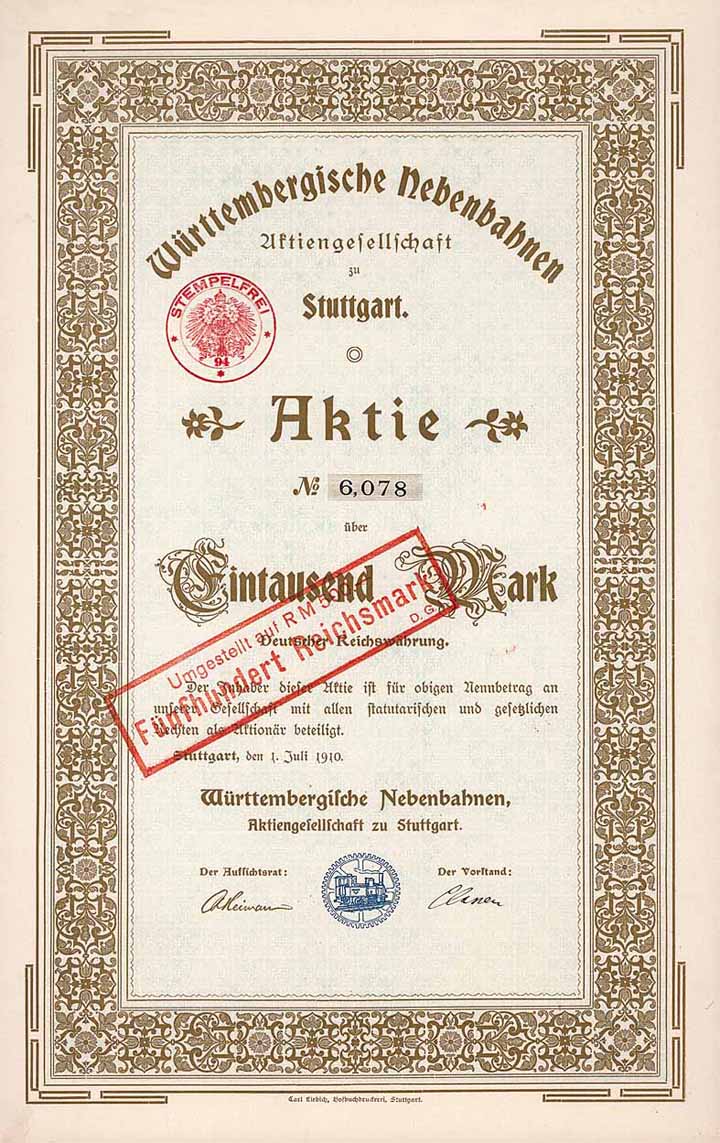 Württembergische Nebenbahnen
Aktiengesellschaft
zu
Stuttgart.
STEMPELFREI
94
Aktie
№ 6,078
über
Eintausend Mark
Umgestellt auf RM
Fünfhundert Reichsmark
D.G.
Deutscher Reichswährung.
Der Inhaber dieser Aktie ist für obigen Nennbetrag an
unserer Gesellschaft mit allen statutarischen und gesetzlichen
Rechten als Aktionär beteiligt.
Stuttgart, den 1. Juli 1910.
Württembergische Nebenbahnen,
Aktiengesellschaft zu Stuttgart.
Der Aufsichtsrat:
Der Vorstand:
Carl Liebich, Hofbuchdruckerei, Stuttgart.